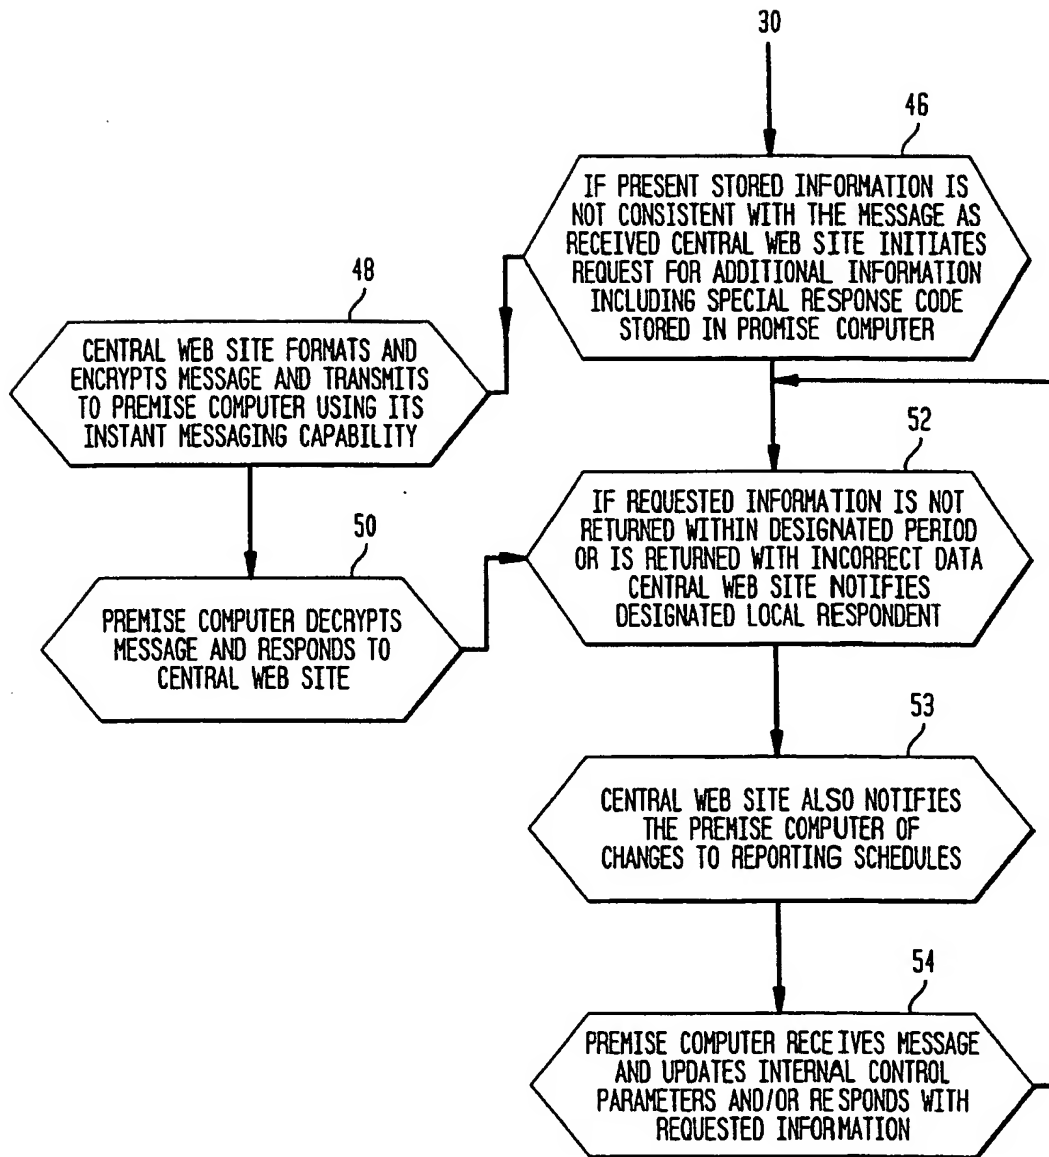 30
46
IF PRESENT STORED INFORMATION IS
NOT CONSISTENT WITH THE MESSAGE AS
RECEIVED CENTRAL WEB SITE INITIATES
REQUEST FOR ADDITIONAL INFORMATION
INCLUDING SPECIAL RESPONSE CODE
STORED IN PROMISE COMPUTER
48
CENTRAL WEB SITE FORMATS AND
ENCRYPTS MESSAGE AND TRANSMITS
TO PREMISE COMPUTER USING ITS
INSTANT MESSAGING CAPABILITY
50
PREMISE COMPUTER DECRYPTS
MESSAGE AND RESPONDS TO
CENTRAL WEB SITE
52
IF REQUESTED INFORMATION IS NOT
RETURNED WITHIN DESIGNATED PERIOD
OR IS RETURNED WITH INCORRECT DATA
CENTRAL WEB SITE NOTIFIES
DESIGNATED LOCAL RESPONDENT
53
CENTRAL WEB SITE ALSO NOTIFIES
THE PREMISE COMPUTER OF
CHANGES TO REPORTING SCHEDULES
54
PREMISE COMPUTER RECEIVES MESSAGE
AND UPDATES INTERNAL CONTROL
PARAMETERS AND/OR RESPONDS WITH
REQUESTED INFORMATION